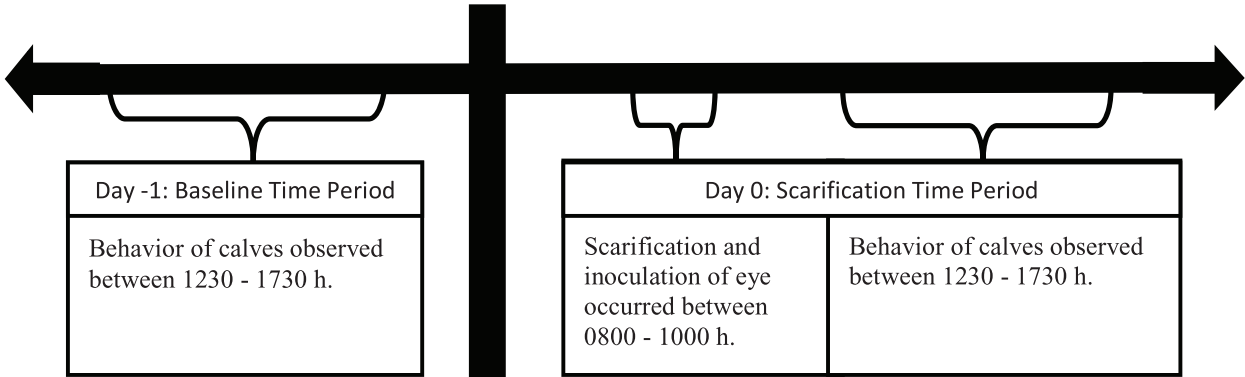 Day -1: Baseline Time Period
Behavior of calves observed
between 1230 - 1730 h.
Day 0: Scarification Time Period
Scarification and
inoculation of eye
occurred between
0800 - 1000 h.
Behavior of calves observed
between 1230 - 1730 h.